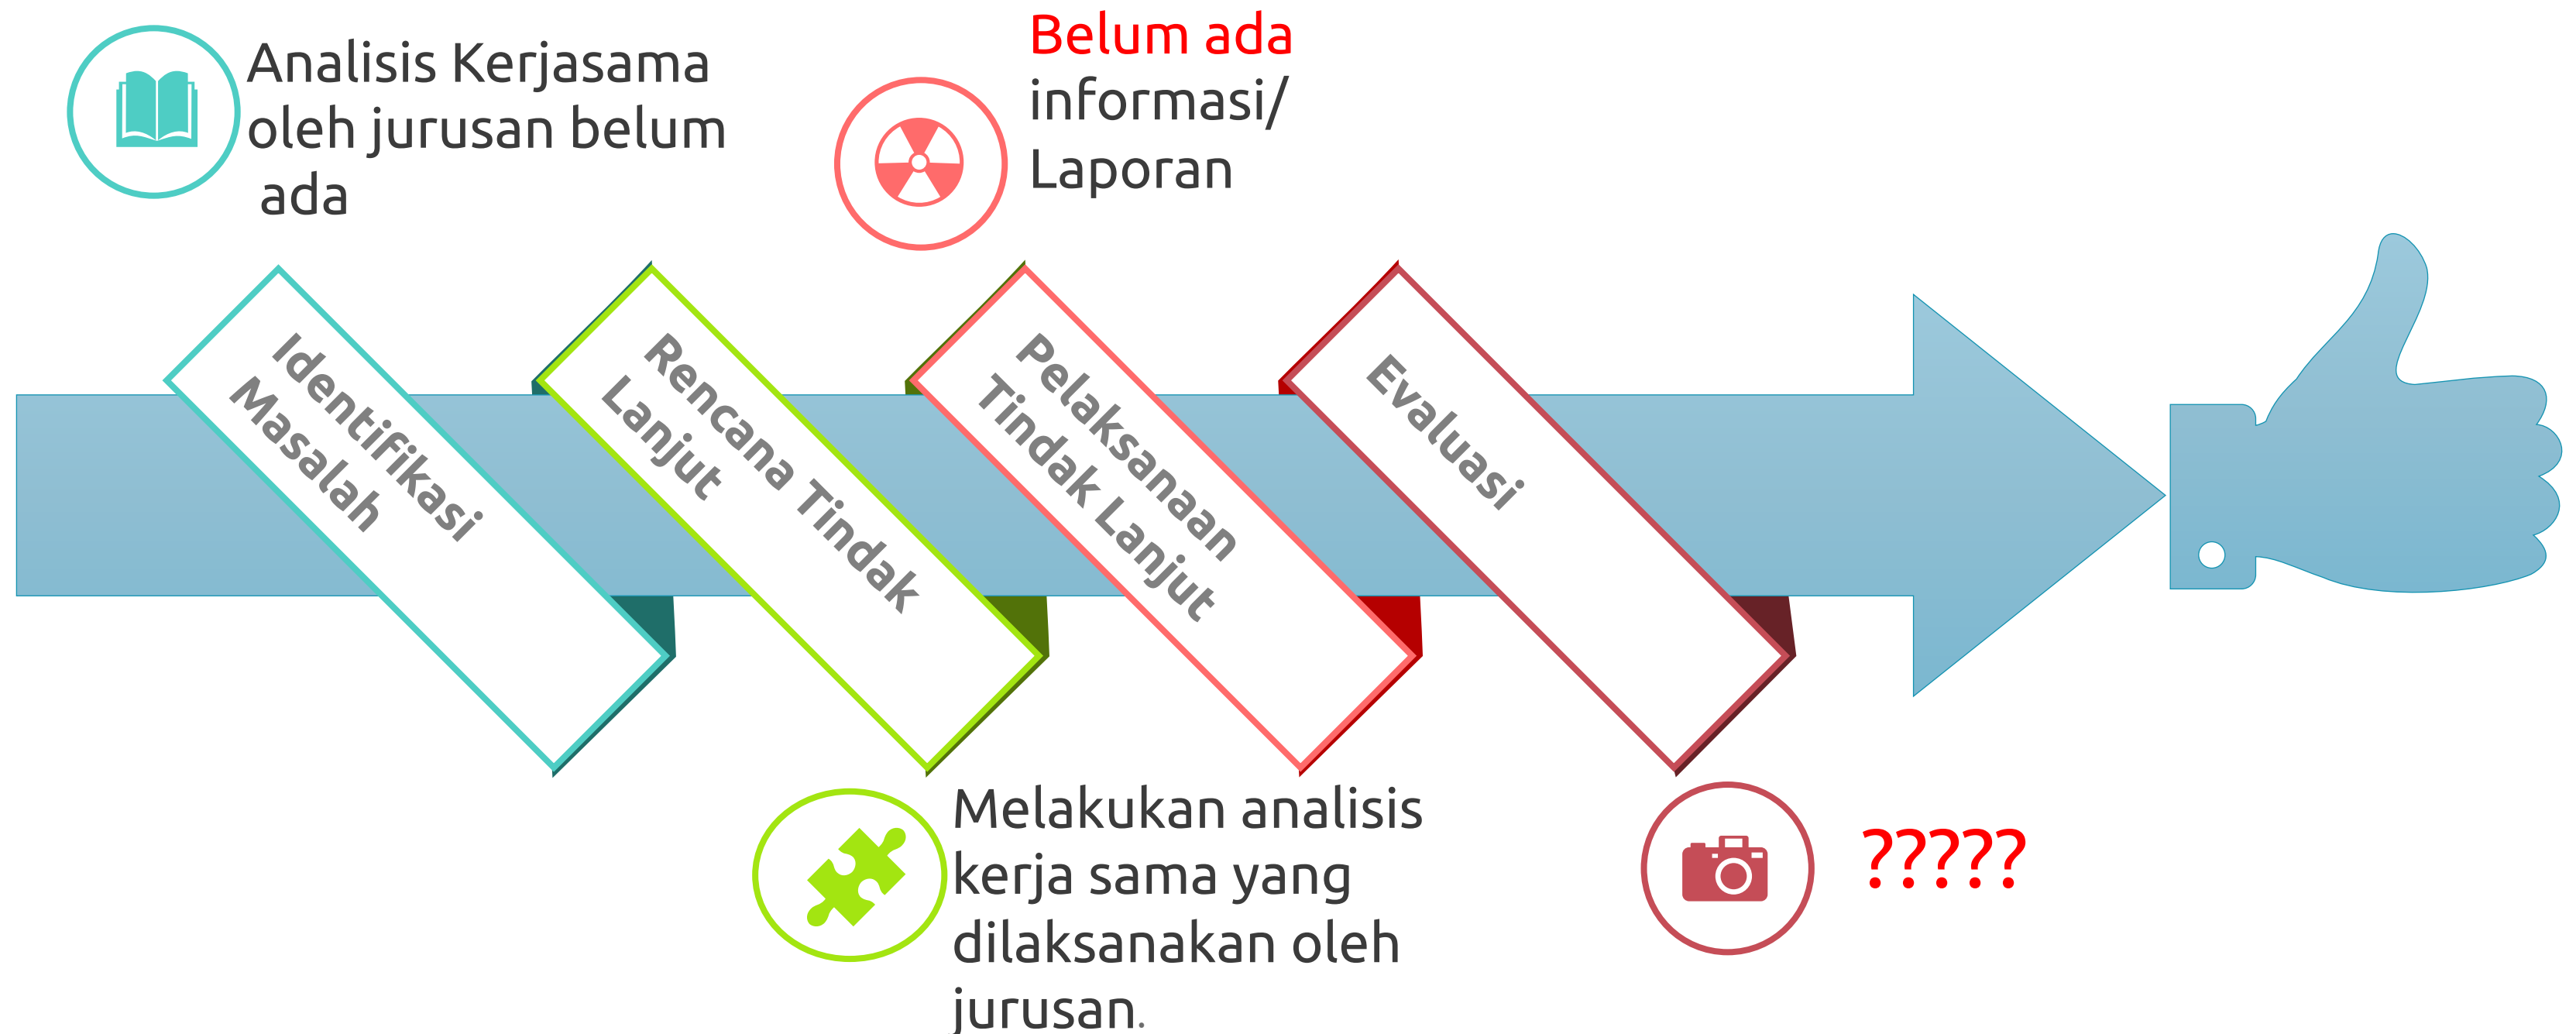 Analisis Kerjasama
oleh jurusan belum
ada
Belum ada
informasi/
Laporan
Identifikasi
Masalah
Rencana Tindak
Lanjut
Pelaksanaan
Tindak Lanjut
Evaluasi
Melakukan analisis
kerja sama yang
dilaksanakan oleh
jurusan.
?????